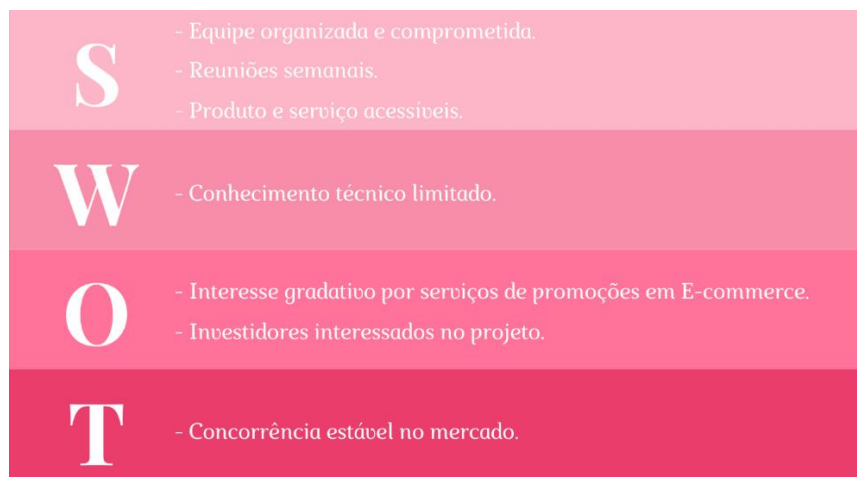 S
- Equipe organizada e comprometida.
- Reuniões semanais.
- Produto e serviço acessíveis.
W
- Conhecimento técnico limitado.
O
- Interesse gradativo por serviços de promoções em E-commerce.
- Investidores interessados no projeto.
T
- Concorrência estável no mercado.